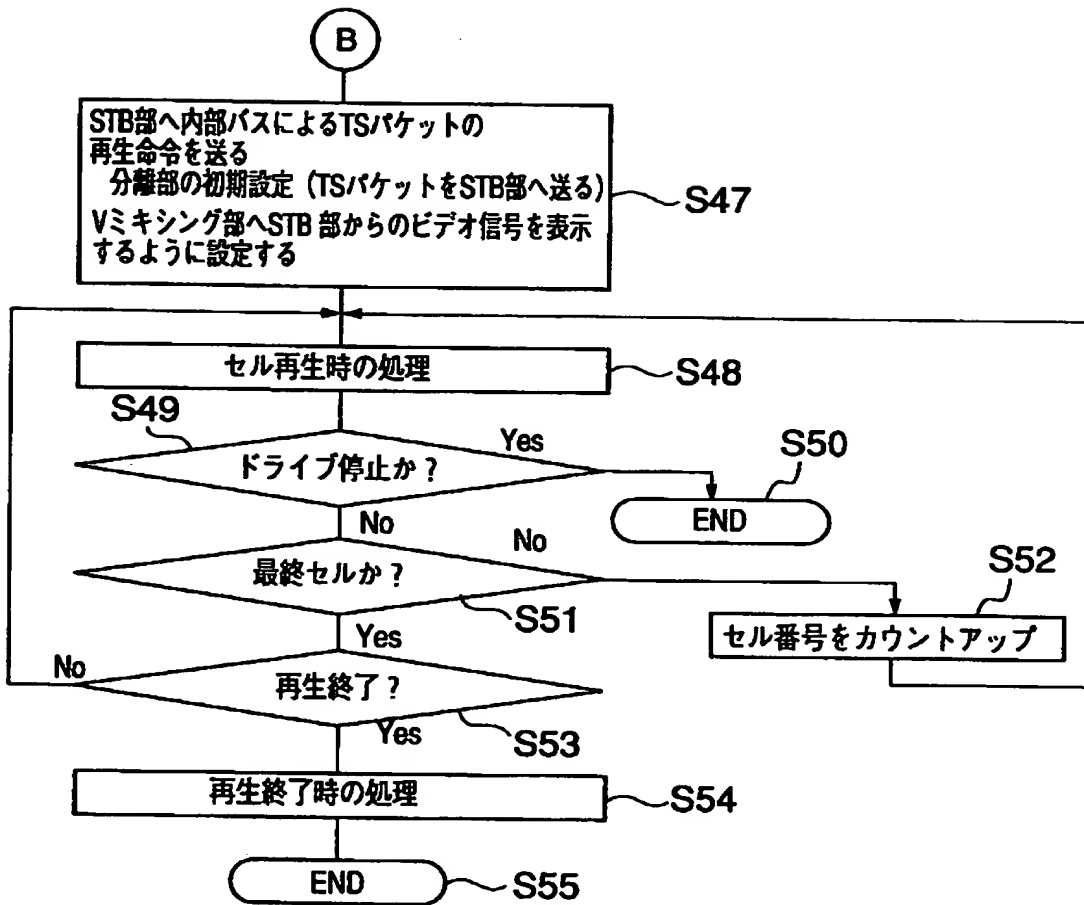 B
STB部へ内部バスによるTSパケットの
再生命令を送る
分離部の初期設定（TSパケットをSTB部へ送る）
Vミキシング部へSTB部からのビデオ信号を表示
するように設定する
S47
セル再生時の処理
S48
S49
ドライブ停止か？
Yes
S50
END
No
最終セルか？
No
S51
S52
セル番号をカウントアップ
Yes
再生終了？
No
S53
Yes
再生終了時の処理
S54
END
S55